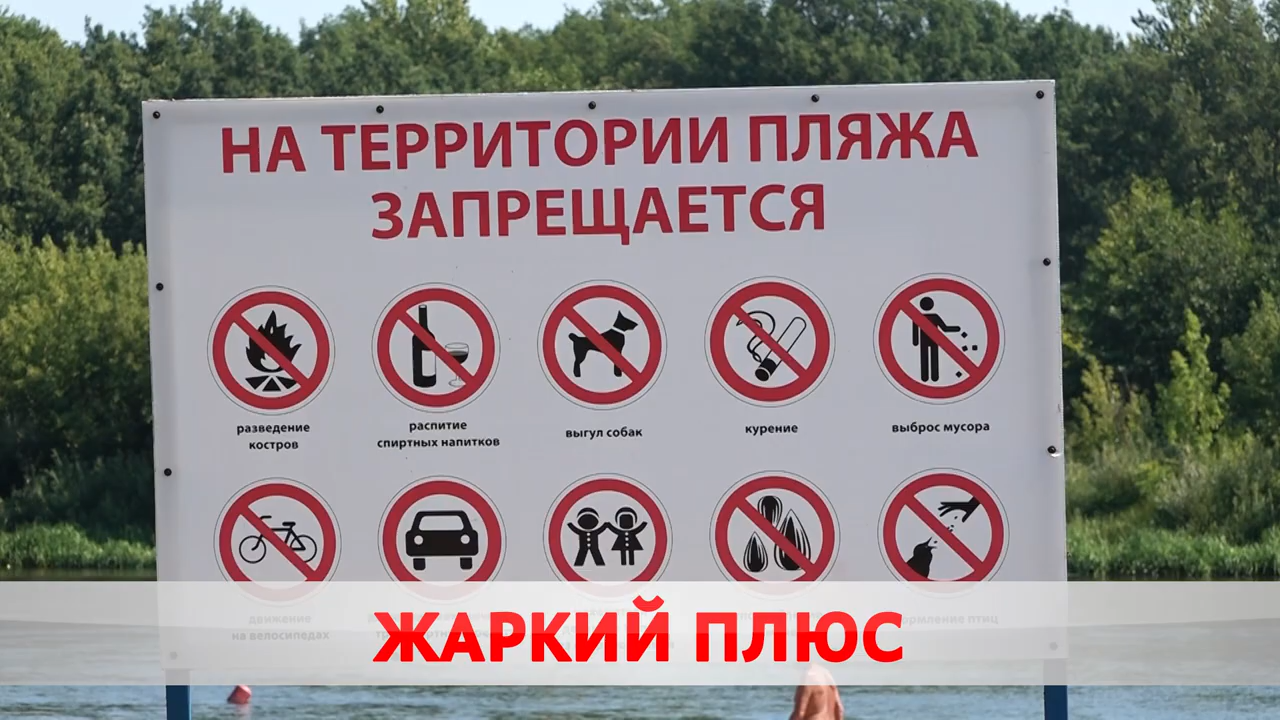 НА ТЕРРИТОРИИ ПЛЯЖА
ЗАПРЕЩАЕТСЯ
разведение
костров
распитие
спиртных напитков
выгул собак
курение
выброс мусора
движение
на велосипедах
птиц
ЖАРКИЙ ПЛЮС